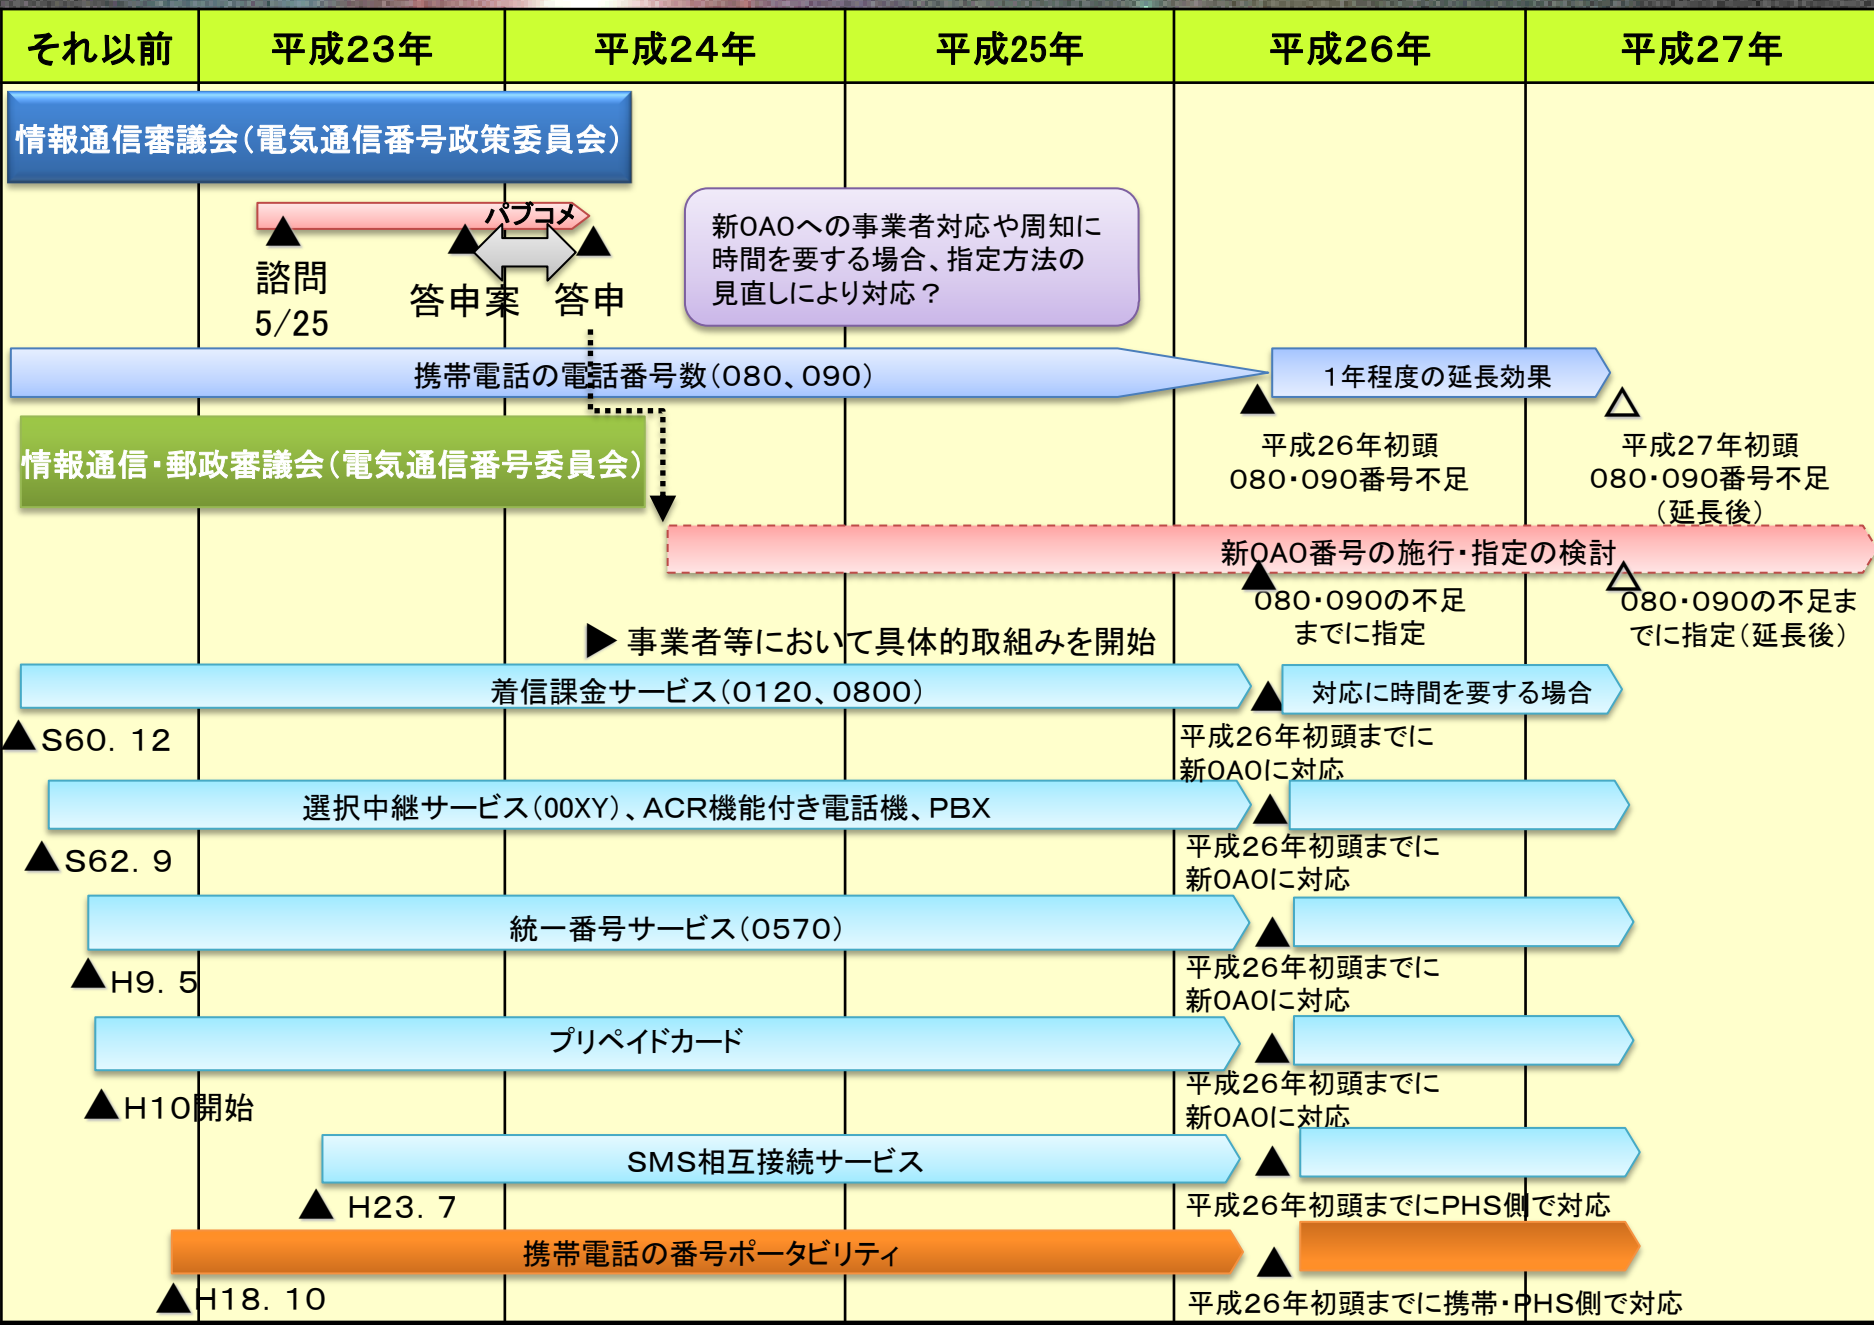 それ以前
平成23年
平成24年
平成25年
平成26年
平成27年
情報通信審議会(電気通信番号政策委員会)
パブコメ
諮問
5/25
答申案
答申
新0A0への事業者対応や周知に
時間を要する場合、指定方法の
見直しにより対応？
携帯電話の電話番号数(080、090)
1年程度の延長効果
平成26年初頭
080・090番号不足
平成27年初頭
080・090番号不足
(延長後)
情報通信・郵政審議会(電気通信番号委員会)
新0A0番号の施行・指定の検討
080・090の不足
までに指定
080・090の不足ま
でに指定(延長後)
▶ 事業者等において具体的取組みを開始
着信課金サービス(0120、0800)
対応に時間を要する場合
S60．12
平成26年初頭までに
新0A0に対応
選択中継サービス(00XY)、ACR機能付き電話機、PBX
S62．9
平成26年初頭までに
新0A0に対応
統一番号サービス(0570)
H9．5
平成26年初頭までに
新0A0に対応
プリペイドカード
H10開始
平成26年初頭までに
新0A0に対応
SMS相互接続サービス
H23．7
平成26年初頭までにPHS側で対応
携帯電話の番号ポータビリティ
H18．10
平成26年初頭までに携帯・PHS側で対応